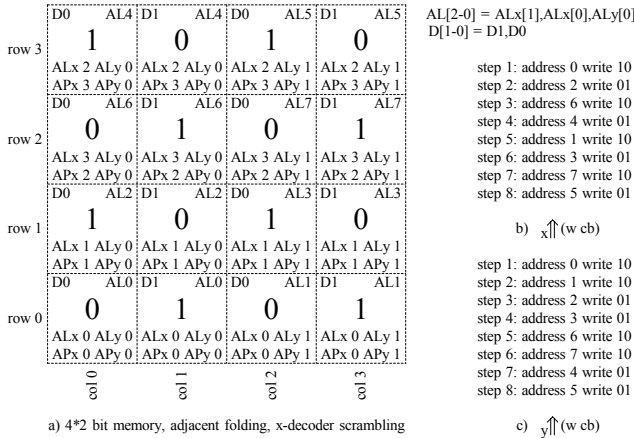 D0 AL4 D1 AL4 D0 AL5 D1 AL5
row 3 1 0 1 0
ALx 2 ALy 0 ALx 2 ALy 0 ALx 2 ALy 1 ALx 2 ALy 1
APx 3 APy 0 APx 3 APy 0 APx 3 APy 1 APx 3 APy 1
D0 AL6 D1 AL6 D0 AL7 D1 AL7
row 2 0 1 0 1
ALx 3 ALy 0 ALx 3 ALy 0 ALx 3 ALy 1 ALx 3 ALy 1
APx 2 APy 0 APx 2 APy 0 APx 2 APy 1 APx 2 APy 1
D0 AL2 D1 AL2 D0 AL3 D1 AL3
row 1 1 0 1 0
ALx 1 ALy 0 ALx 1 ALy 0 ALx 1 ALy 1 ALx 1 ALy 1
APx 1 APy 0 APx 1 APy 0 APx 1 APy 1 APx 1 APy 1
D0 AL0 D1 AL0 D0 AL1 D1 AL1
row 0 0 1 0 1
ALx 0 ALy 0 ALx 0 ALy 0 ALx 0 ALy 1 ALx 0 ALy 1
APx 0 APy 0 APx 0 APy 0 APx 0 APy 1 APx 0 APy 1
col 0 col 1 col 2 col 3
a) 4*2 bit memory, adjacent folding, x-decoder scrambling
AL[2-0] = ALx[1],ALx[0],ALy[0]
D[1-0] = D1,D0
step 1: address 0 write 10
step 2: address 2 write 01
step 3: address 6 write 10
step 4: address 4 write 01
step 5: address 1 write 10
step 6: address 3 write 01
step 7: address 7 write 10
step 8: address 5 write 01
b) x⇑(w cb)
step 1: address 0 write 10
step 2: address 1 write 10
step 3: address 2 write 01
step 4: address 3 write 01
step 5: address 6 write 10
step 6: address 7 write 10
step 7: address 4 write 01
step 8: address 5 write 01
c) y⇑(w cb)